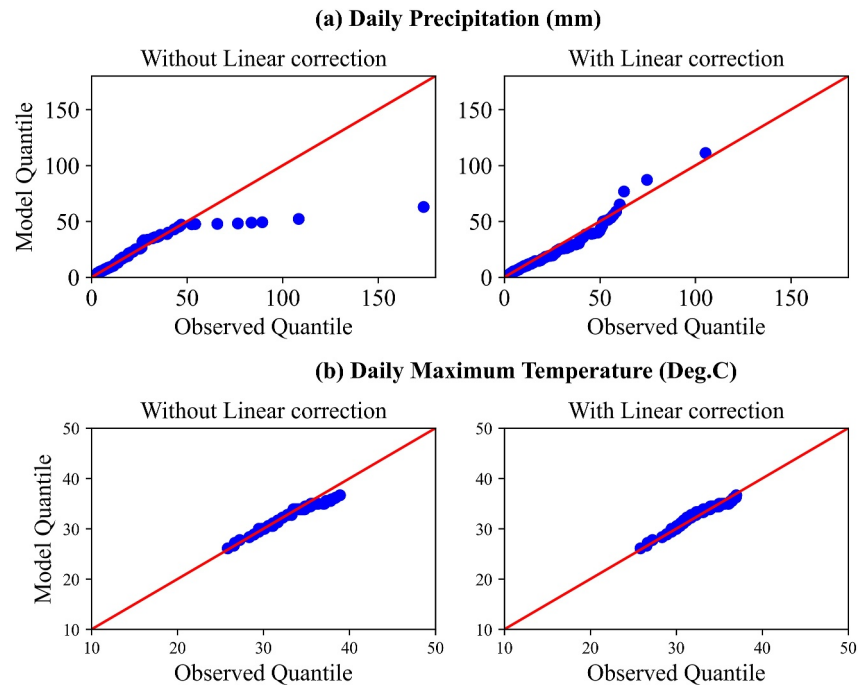 (a) Daily Precipitation (mm)
Without Linear correction
With Linear correction
Model Quantile
150
100
50
0
0 50 100 150
Observed Quantile
150
100
50
0
0 50 100 150
Observed Quantile
(b) Daily Maximum Temperature (Deg.C)
Without Linear correction
With Linear correction
Model Quantile
50
40
30
20
10
10 20 30 40 50
Observed Quantile
50
40
30
20
10
10 20 30 40 50
Observed Quantile